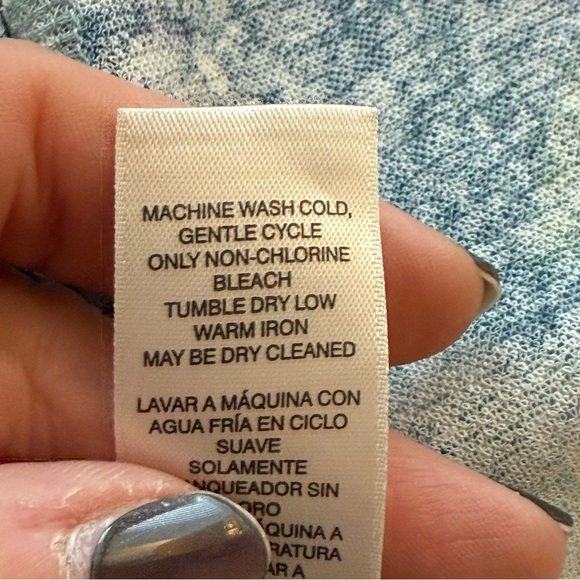 MACHINE WASH COLD,
GENTLE CYCLE
ONLY NON-CHLORINE
BLEACH
TUMBLE DRY LOW
WARM IRON
MAY BE DRY CLEANED
LAVAR A MÁQUINA CON
AGUA FRÍA EN CICLO
SUAVE
SOLAMENTE
SIN
A
A